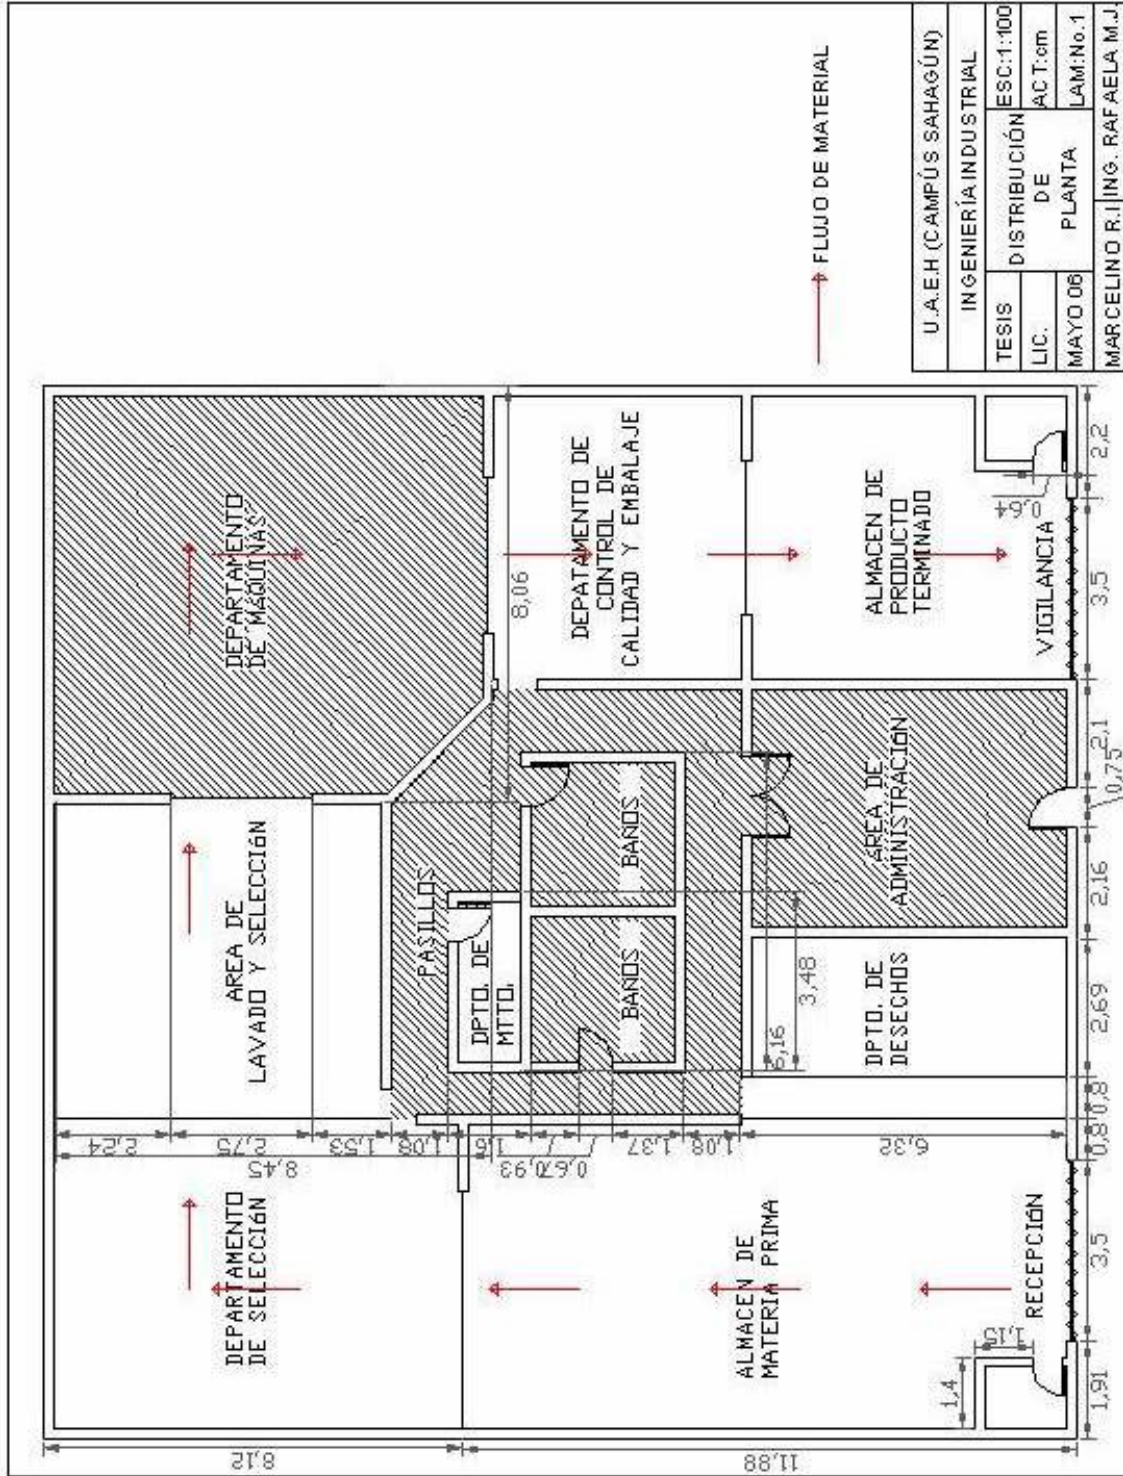 DEPARTAMENTO
DE SELECCIÓN
AREA DE
LAVADO Y SELECCIÓN
DEPARTAMENTO
DE MAQUINAS
PASILLOS
DPTO. DE
MTTO.
BAÑOS
BAÑOS
DEPATAMENTO DE
CONTROL DE
CALIDAD Y EMBALAJE
ALMACEN DE
MATERIA PRIMA
DPTO. DE
DESECHOS
ÁREA DE
ADMINISTRACIÓN
ALMACEN DE
PRODUCTO
TERMINADO
RECEPCIÓN
VIGILANCIA
8,12
11,88
2,24
2,75
1,53
1,08
8,45
1,6
0,93
0,67
1,37
1,08
6,32
8,06
6,16
3,48
1,4
1,15
0,64
1,91
3,5
0,8
0,8
2,69
2,16
0,75
2,1
3,5
2,2
FLUJO DE MATERIAL
U.A.E.H (CAMPÚS SAHAGÚN)
INGENIERÍA INDUSTRIAL
TESIS
DISTRIBUCIÓN
DE
PLANTA
ESC:1:100
LIC.
ACT:cm
MAYO 06
LAM:No.1
MARCELINO R.I
ING. RAFAELA M.J.